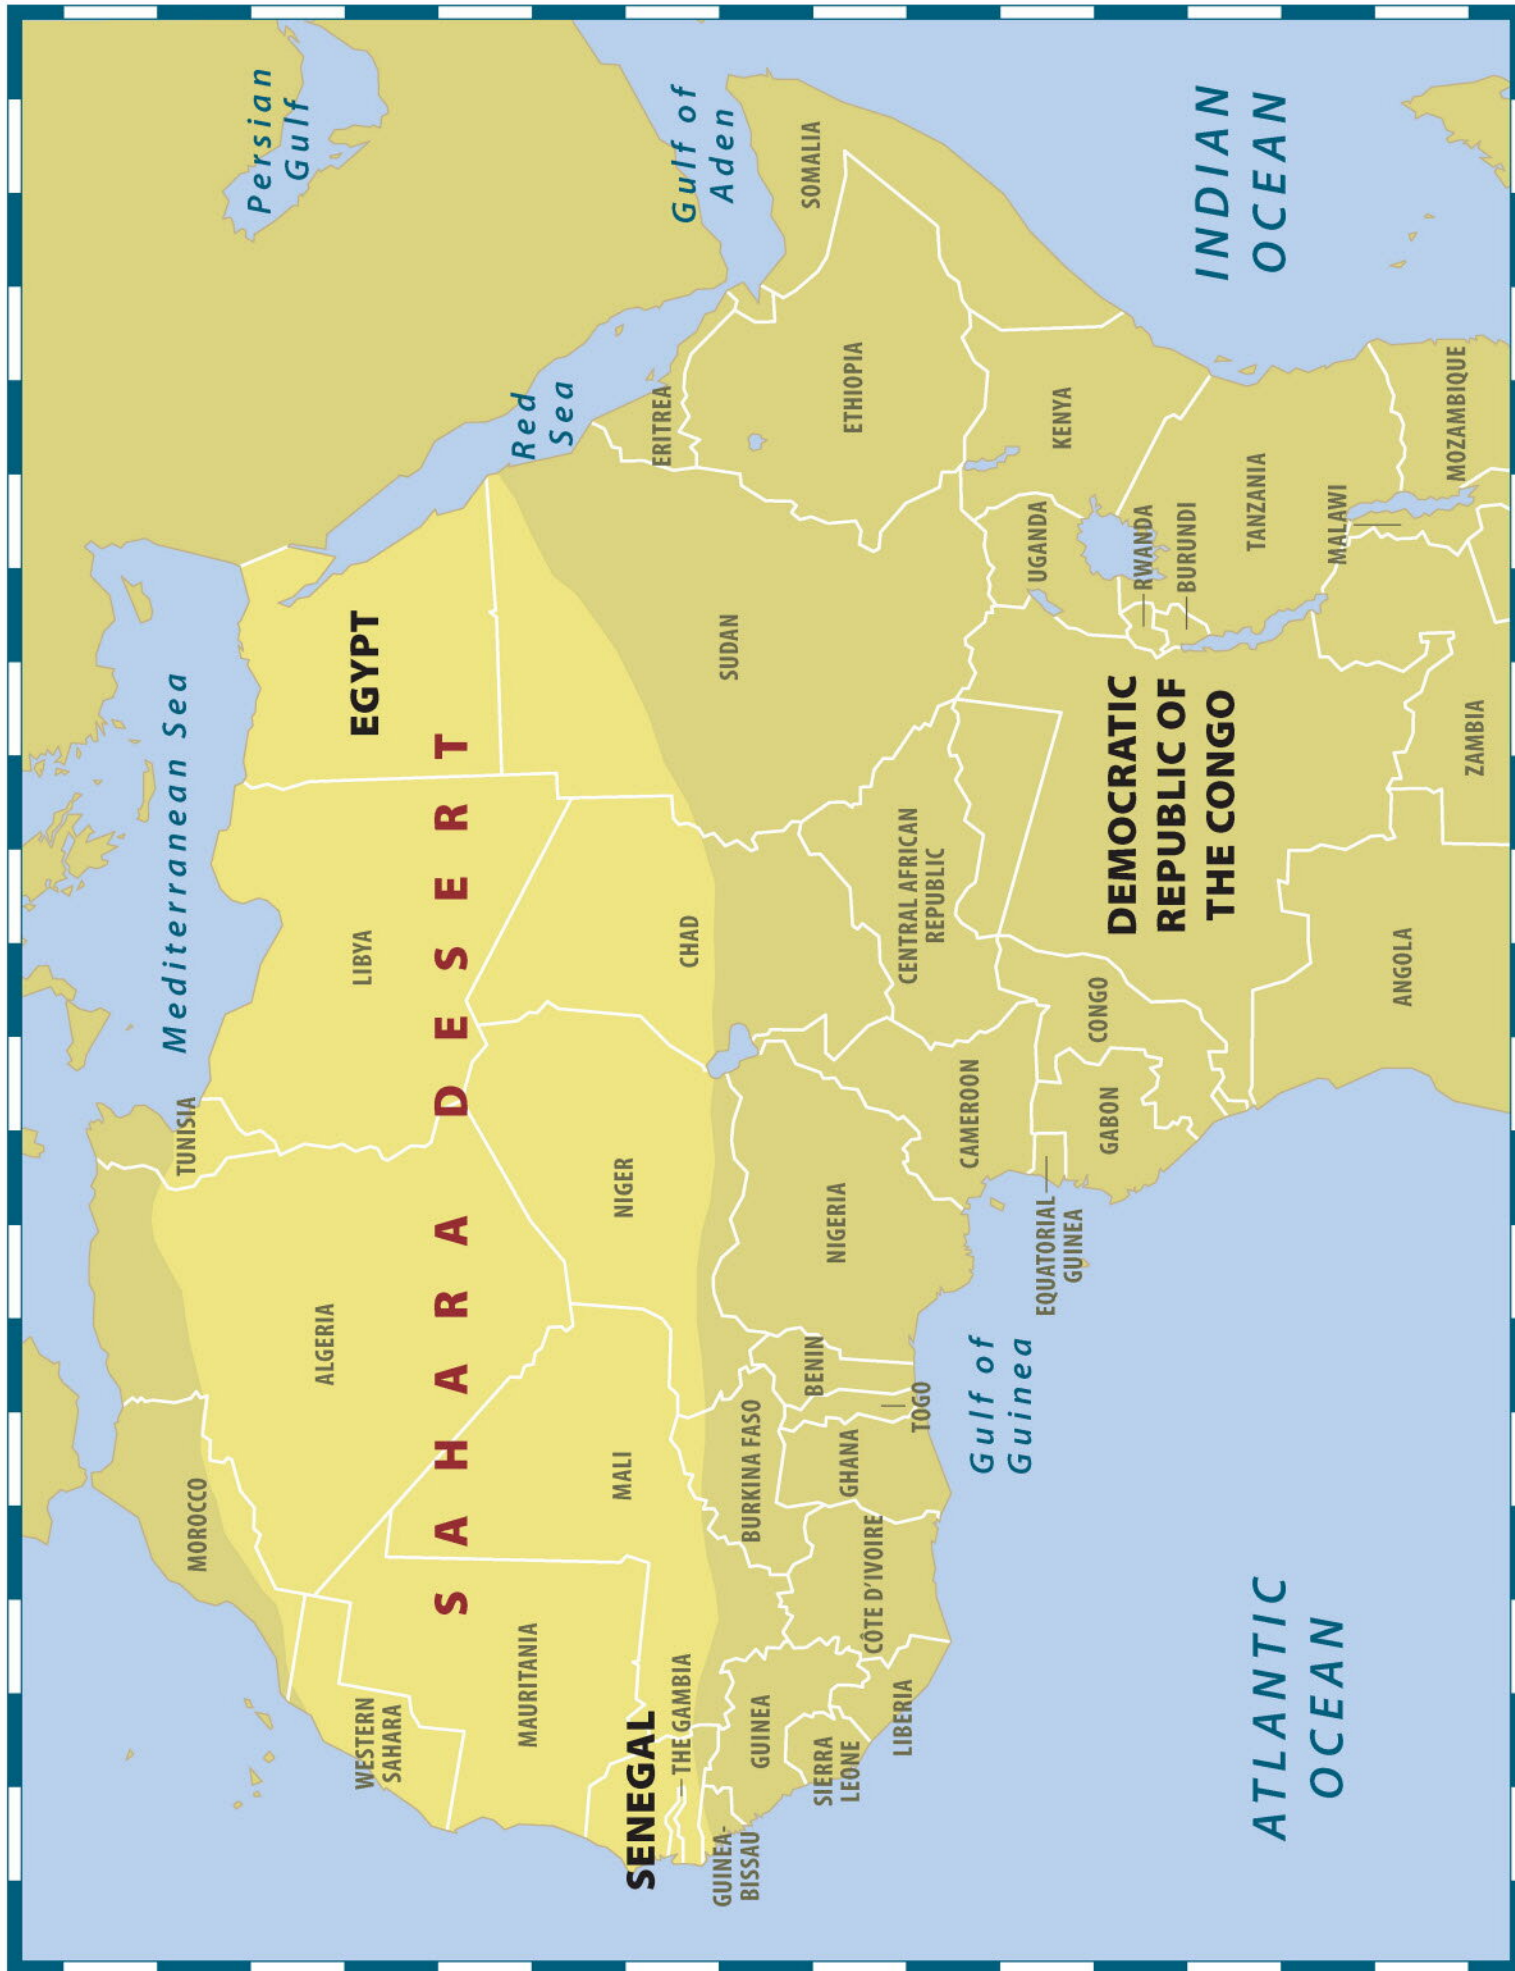 Mediterranean Sea
Persian
Gulf
TUNISIA
MOROCCO
ALGERIA
LIBYA
EGYPT
WESTERN
SAHARA
SAHARA DESERT
Red
Sea
MAURITANIA
MALI
NIGER
CHAD
SUDAN
ERITREA
Gulf of
Aden
SENEGAL
THE GAMBIA
GUINEA-
BISSAU
GUINEA
SIERRA
LEONE
LIBERIA
CÔTE D'IVOIRE
BURKINA FASO
GHANA
TOGO
BENIN
NIGERIA
CAMEROON
CENTRAL AFRICAN
REPUBLIC
ETHIOPIA
SOMALIA
Gulf of
Guinea
EQUATORIAL
GUINEA
GABON
CONGO
DEMOCRATIC
REPUBLIC OF
THE CONGO
UGANDA
KENYA
RWANDA
BURUNDI
TANZANIA
MALAWI
MOZAMBIQUE
ZAMBIA
ANGOLA
ATLANTIC
OCEAN
INDIAN
OCEAN